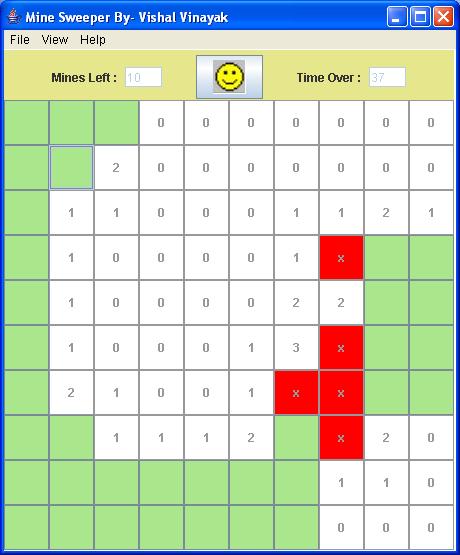 Mine Sweeper By- Vishal Vinayak
File View Help
Mines Left : 10 Time Over : 37
0 0 0 0 0 0 0
2 0 0 0 0 0 0 0
1 1 0 0 0 1 1 2 1
1 0 0 0 0 1 x
1 0 0 0 0 2 2
1 0 0 0 1 3 x
2 1 0 0 1 x x
1 1 1 2 x 2 0
1 1 0
0 0 0